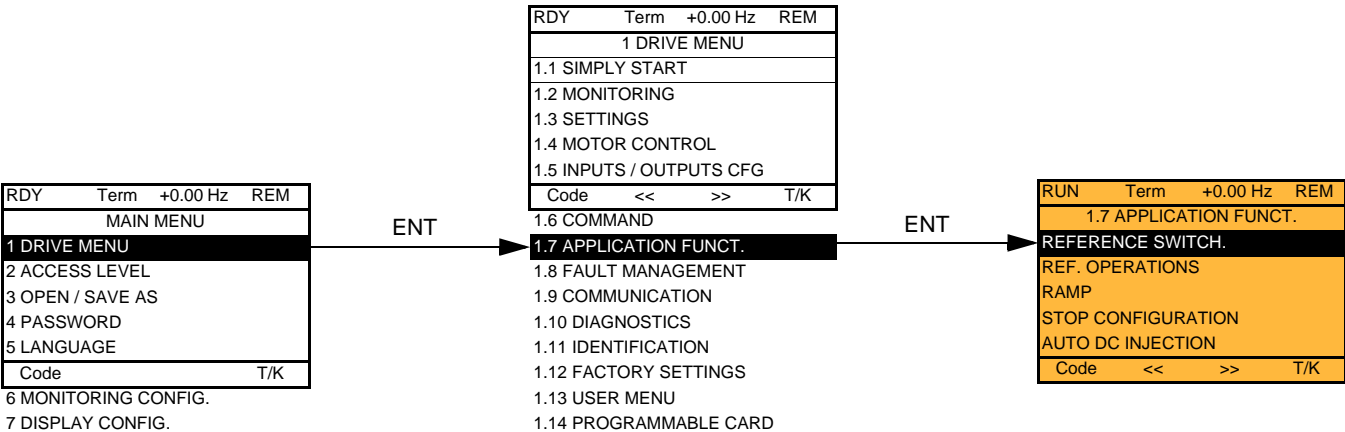 RDY Term +0.00 Hz REM
MAIN MENU
1 DRIVE MENU
2 ACCESS LEVEL
3 OPEN / SAVE AS
4 PASSWORD
5 LANGUAGE
Code T/K
6 MONITORING CONFIG.
7 DISPLAY CONFIG.
ENT
RDY Term +0.00 Hz REM
1 DRIVE MENU
1.1 SIMPLY START
1.2 MONITORING
1.3 SETTINGS
1.4 MOTOR CONTROL
1.5 INPUTS / OUTPUTS CFG
Code << >> T/K
1.6 COMMAND
1.7 APPLICATION FUNCT.
1.8 FAULT MANAGEMENT
1.9 COMMUNICATION
1.10 DIAGNOSTICS
1.11 IDENTIFICATION
1.12 FACTORY SETTINGS
1.13 USER MENU
1.14 PROGRAMMABLE CARD
ENT
RUN Term +0.00 Hz REM
1.7 APPLICATION FUNCT.
REFERENCE SWITCH.
REF. OPERATIONS
RAMP
STOP CONFIGURATION
AUTO DC INJECTION
Code << >> T/K